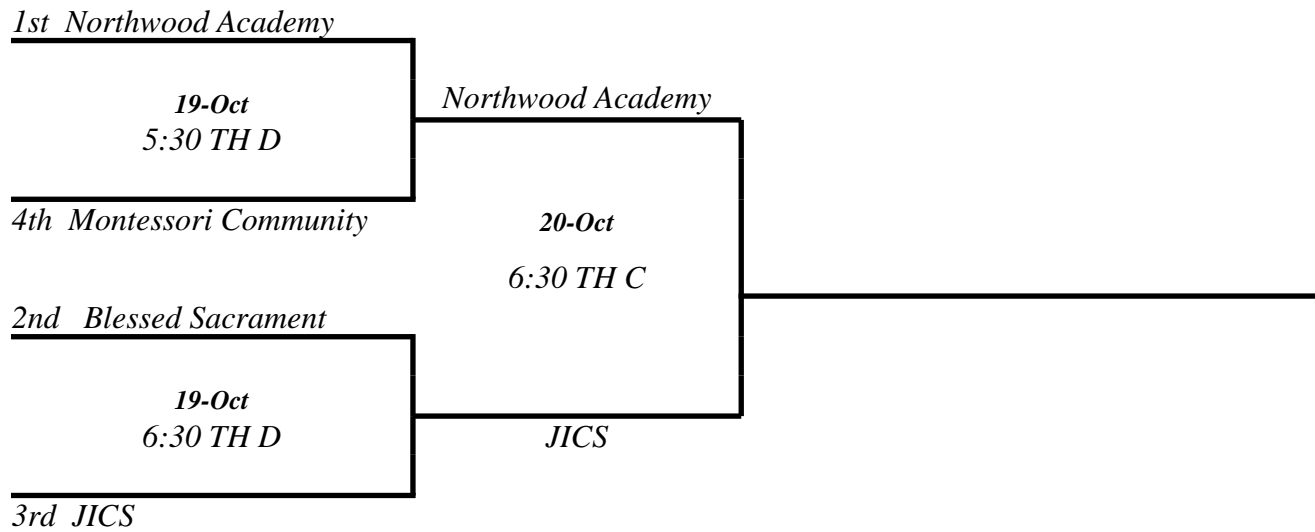 1st  Northwood Academy
19-Oct
5:30 TH D
4th  Montessori Community
Northwood Academy
20-Oct
6:30 TH C
2nd   Blessed Sacrament
19-Oct
6:30 TH D
3rd  JICS
JICS